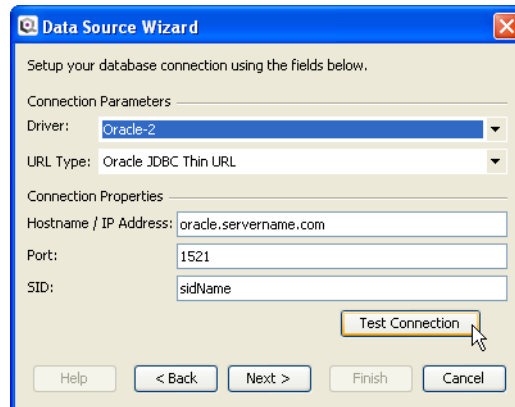 Data Source Wizard
Setup your database connection using the fields below.
Connection Parameters
Driver: Oracle-2
URL Type: Oracle JDBC Thin URL
Connection Properties
Hostname / IP Address: oracle.servername.com
Port: 1521
SID: sidName
Test Connection
Help < Back Next > Finish Cancel